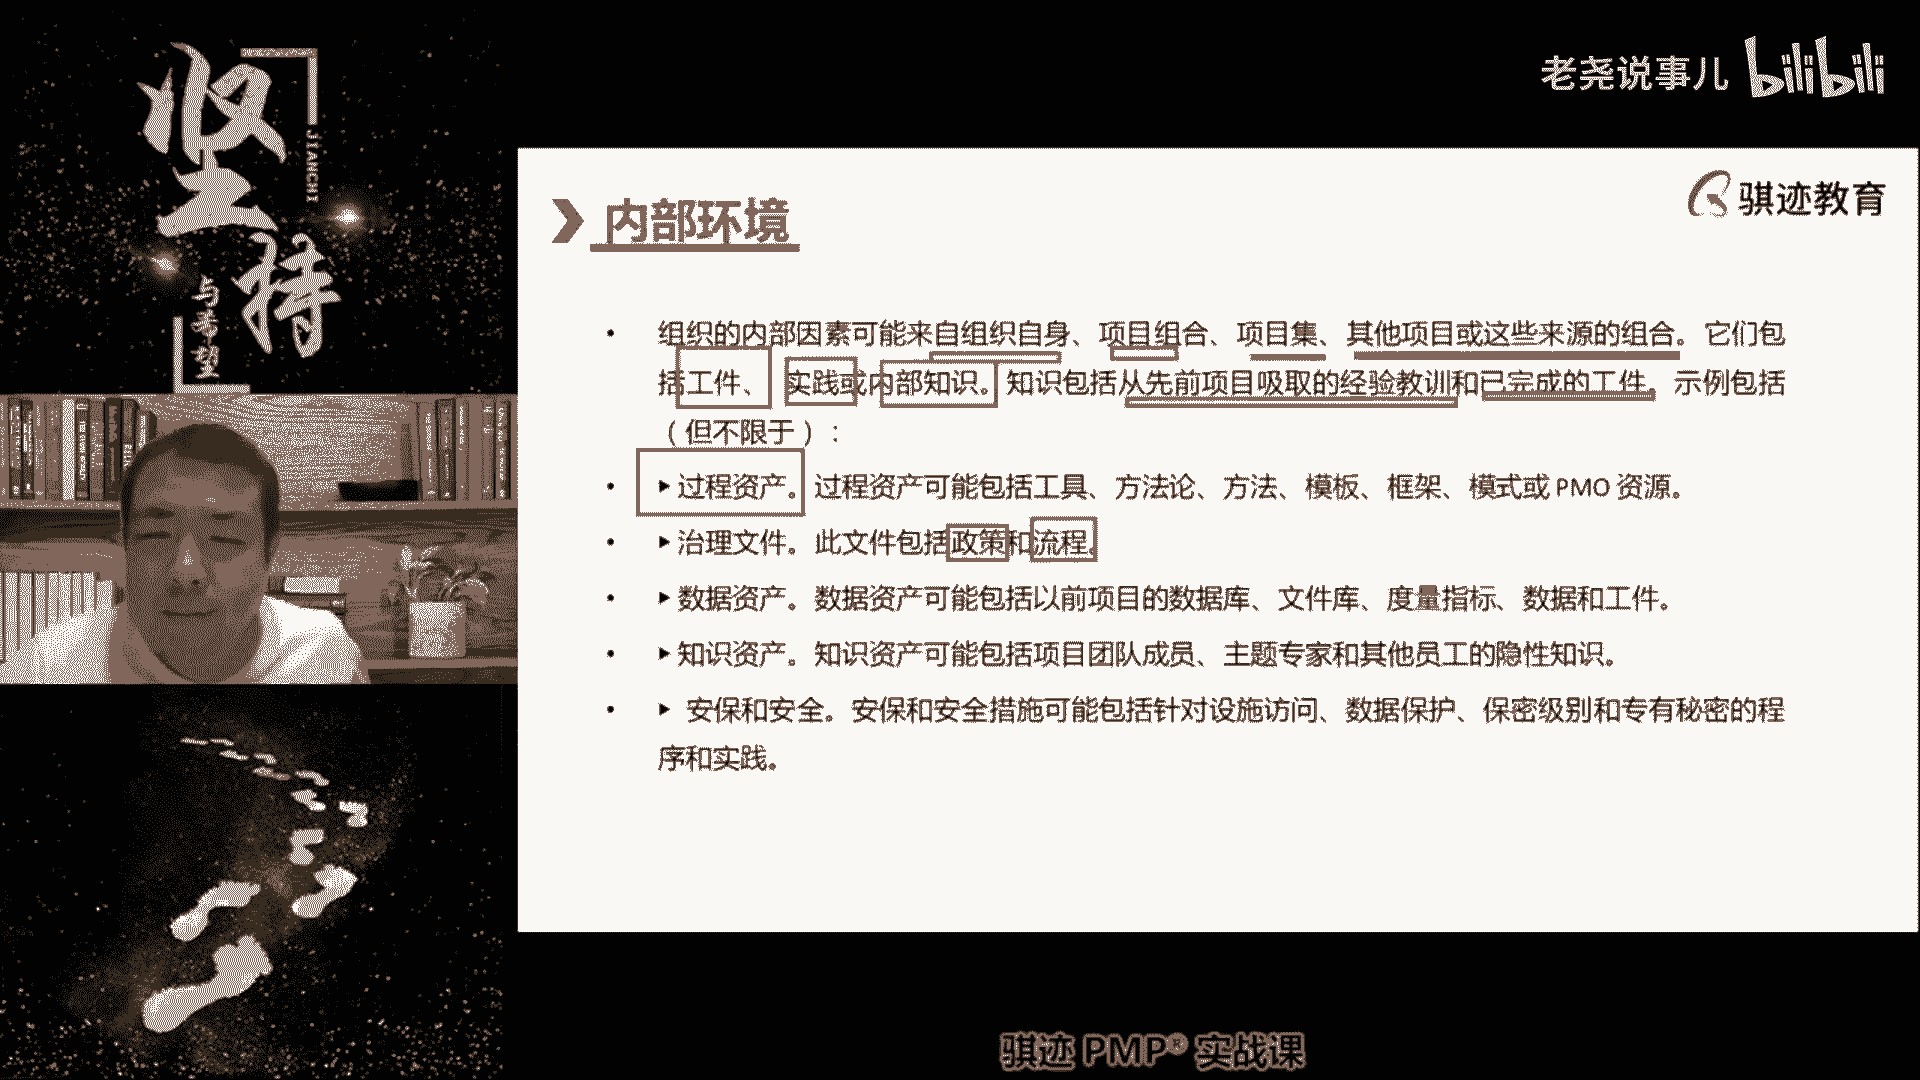 坚持
JIANCHI
与希望
老尧说事儿 bilibili
骐迹教育
内部环境
• 组织的内部因素可能来自组织自身、项目组合、项目集、其他项目或这些来源的组合。它们包
括工件、实践或内部知识。知识包括从先前项目吸取的经验教训和已完成的工件。示例包括
（但不限于）：
• ▸过程资产。过程资产可能包括工具、方法论、方法、模板、框架、模式或 PMO 资源。
• ▸治理文件。此文件包括政策和流程。
• ▸数据资产。数据资产可能包括以前项目的数据库、文件库、度量指标、数据和工件。
• ▸知识资产。知识资产可能包括项目团队成员、主题专家和其他员工的隐性知识。
• ▸ 安保和安全。安保和安全措施可能包括针对设施访问、数据保护、保密级别和专有秘密的程
序和实践。
骐迹 PMP® 实战课